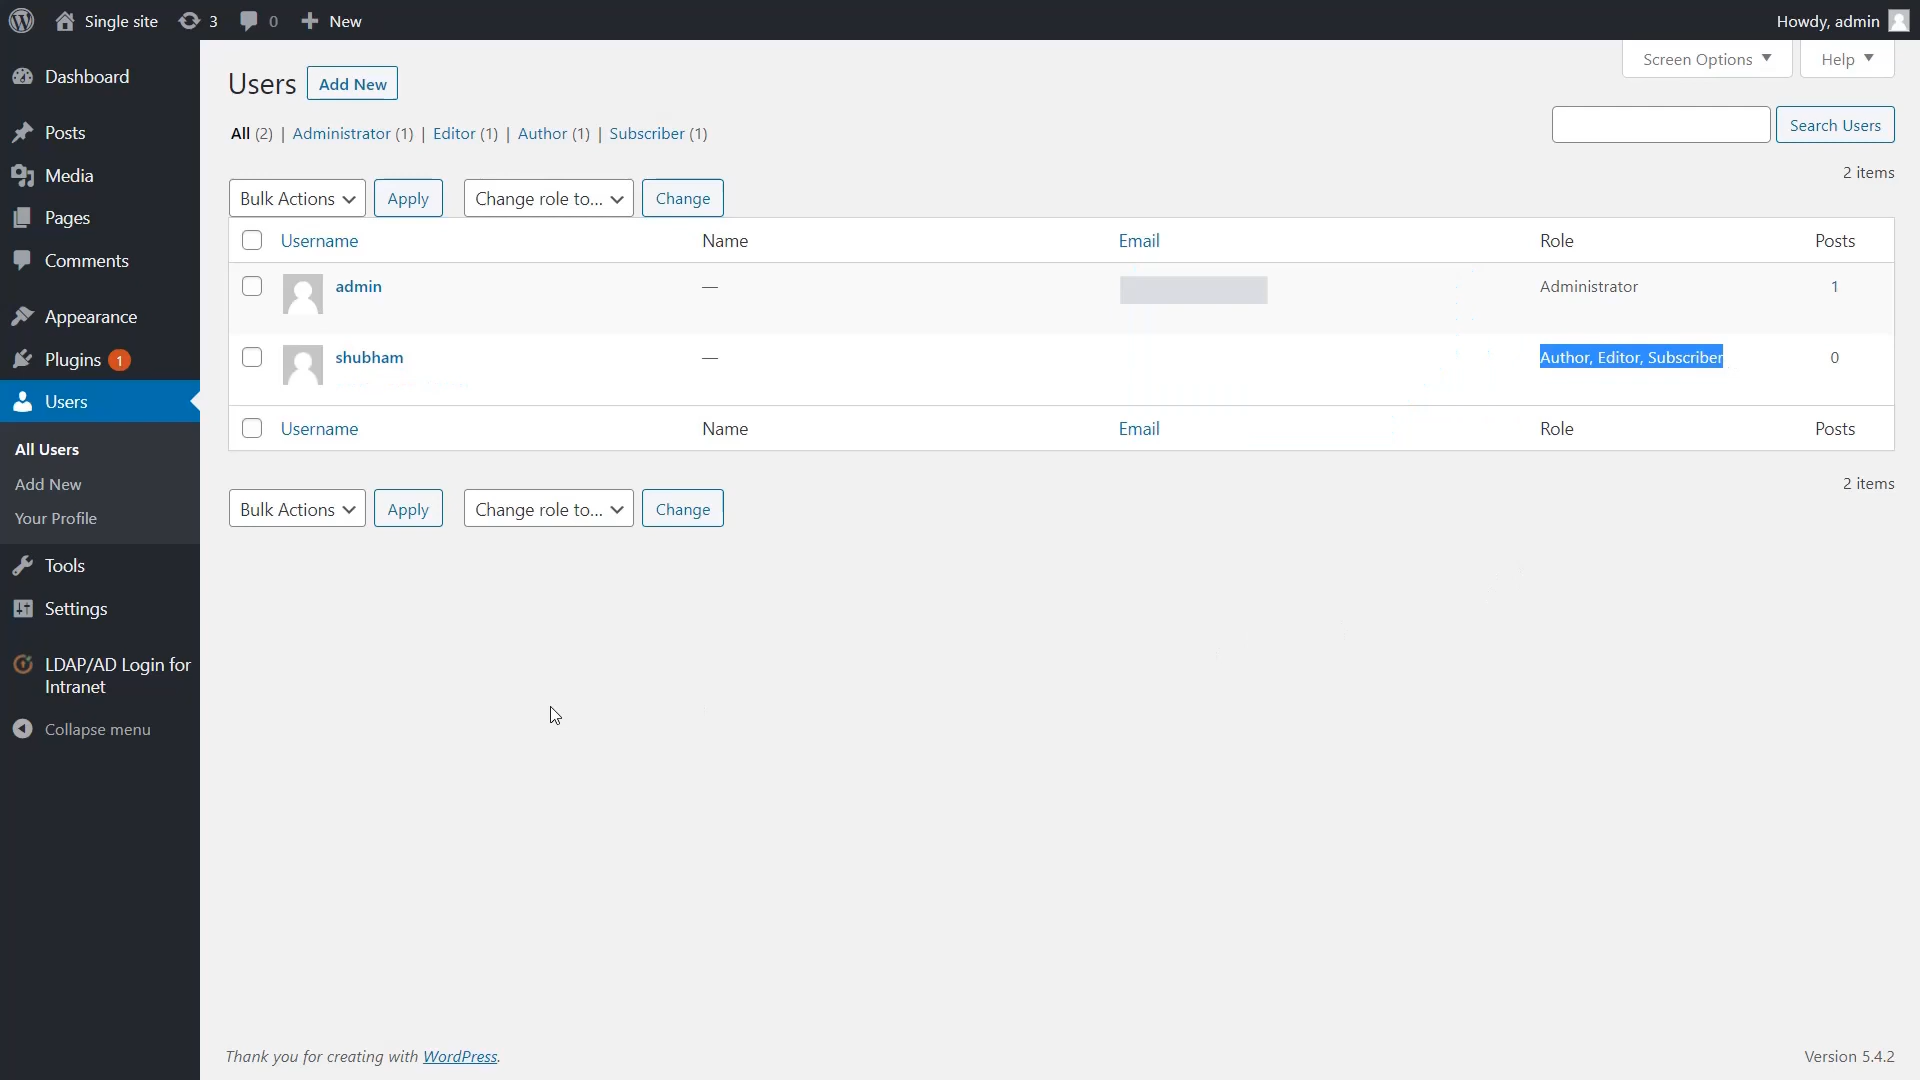 Single site 3 0 New Howdy, admin
Screen Options Help
Dashboard
Posts
Media
Pages
Comments
Appearance
Plugins 1
Users
All Users
Add New
Your Profile
Tools
Settings
LDAP/AD Login for
Intranet
Collapse menu
Users Add New
All (2) | Administrator (1) | Editor (1) | Author (1) | Subscriber (1)
Search Users
2 items
Bulk Actions Apply Change role to... Change
Username Name Email Role Posts
admin — Administrator 1
shubham — Author, Editor, Subscriber 0
Username Name Email Role Posts
2 items
Bulk Actions Apply Change role to... Change
Thank you for creating with WordPress. Version 5.4.2